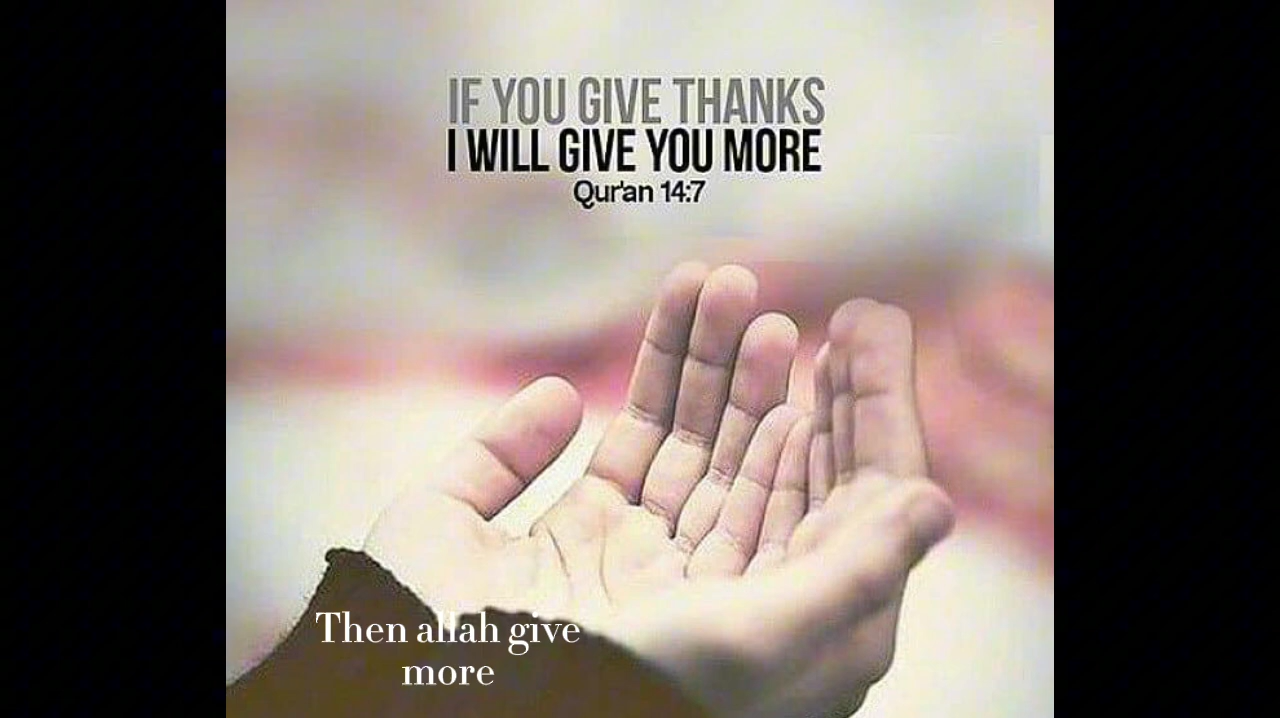 IF YOU GIVE THANKS
I WILL GIVE YOU MORE
Qur'an 14:7
Then allah give
more